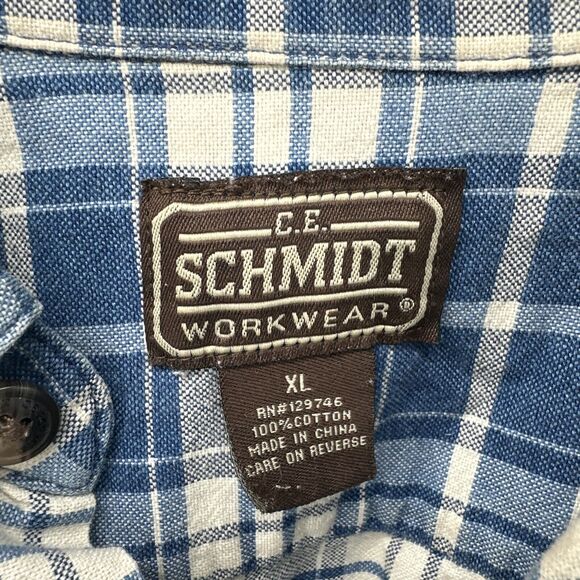 C.E.
SCHMIDT
WORKWEAR®
XL
RN#129746
100%COTTON
MADE IN CHINA
CARE ON REVERSE